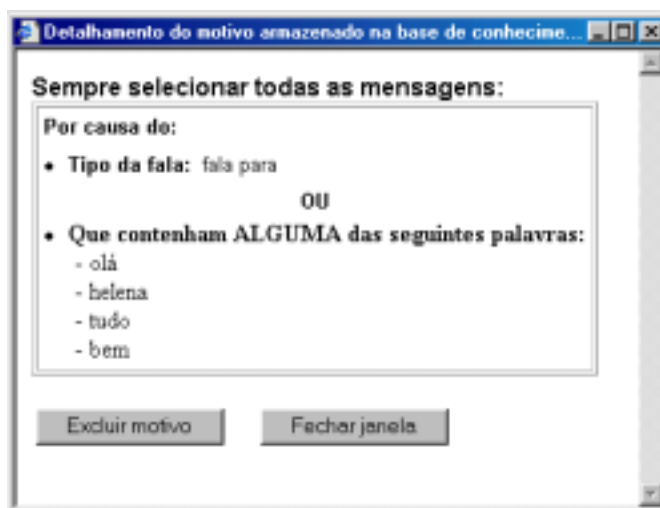 Detalhamento do motivo armazenado na base de conhecime...
Sempre selecionar todas as mensagens:
Por causa do:
• Tipo da fala: fala para
OU
• Que contenham ALGUMA das seguintes palavras:
- olá
- helena
- tudo
- bem
Excluir motivo Fechar janela